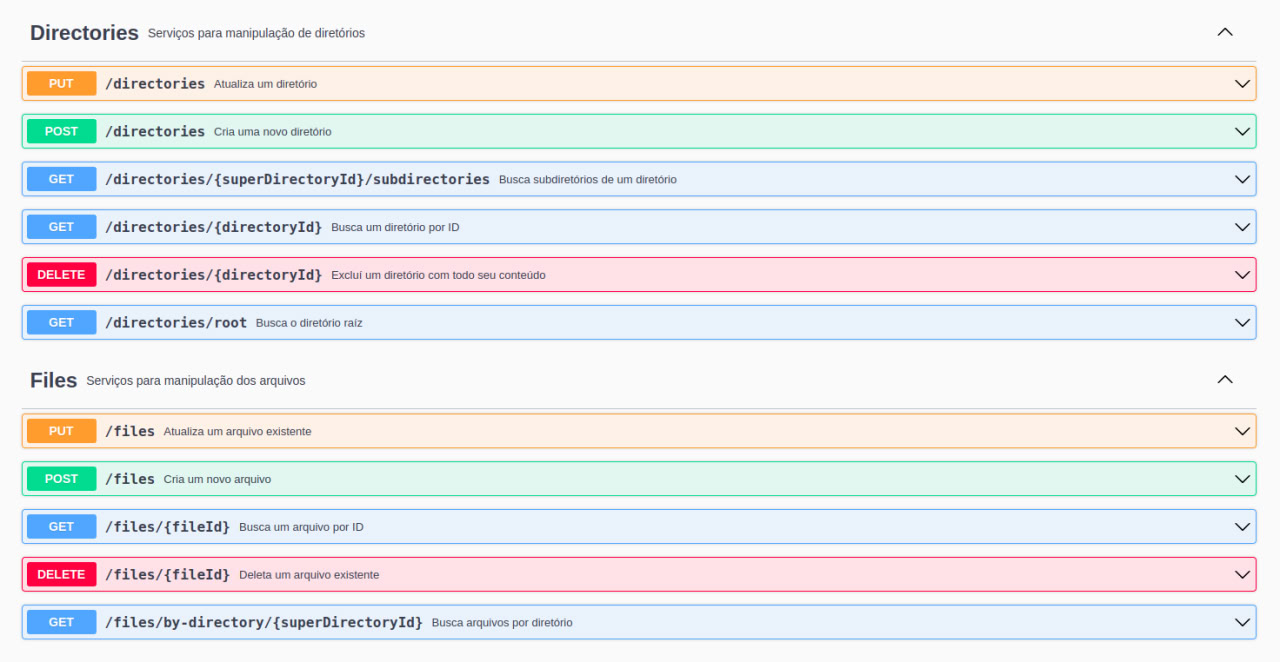 Directories Serviços para manipulação de diretórios
PUT /directories Atualiza um diretório
POST /directories Cria uma novo diretório
GET /directories/{superDirectoryId}/subdirectories Busca subdiretórios de um diretório
GET /directories/{directoryId} Busca um diretório por ID
DELETE /directories/{directoryId} Excluí um diretório com todo seu conteúdo
GET /directories/root Busca o diretório raíz
Files Serviços para manipulação dos arquivos
PUT /files Atualiza um arquivo existente
POST /files Cria um novo arquivo
GET /files/{fileId} Busca um arquivo por ID
DELETE /files/{fileId} Deleta um arquivo existente
GET /files/by-directory/{superDirectoryId} Busca arquivos por diretório